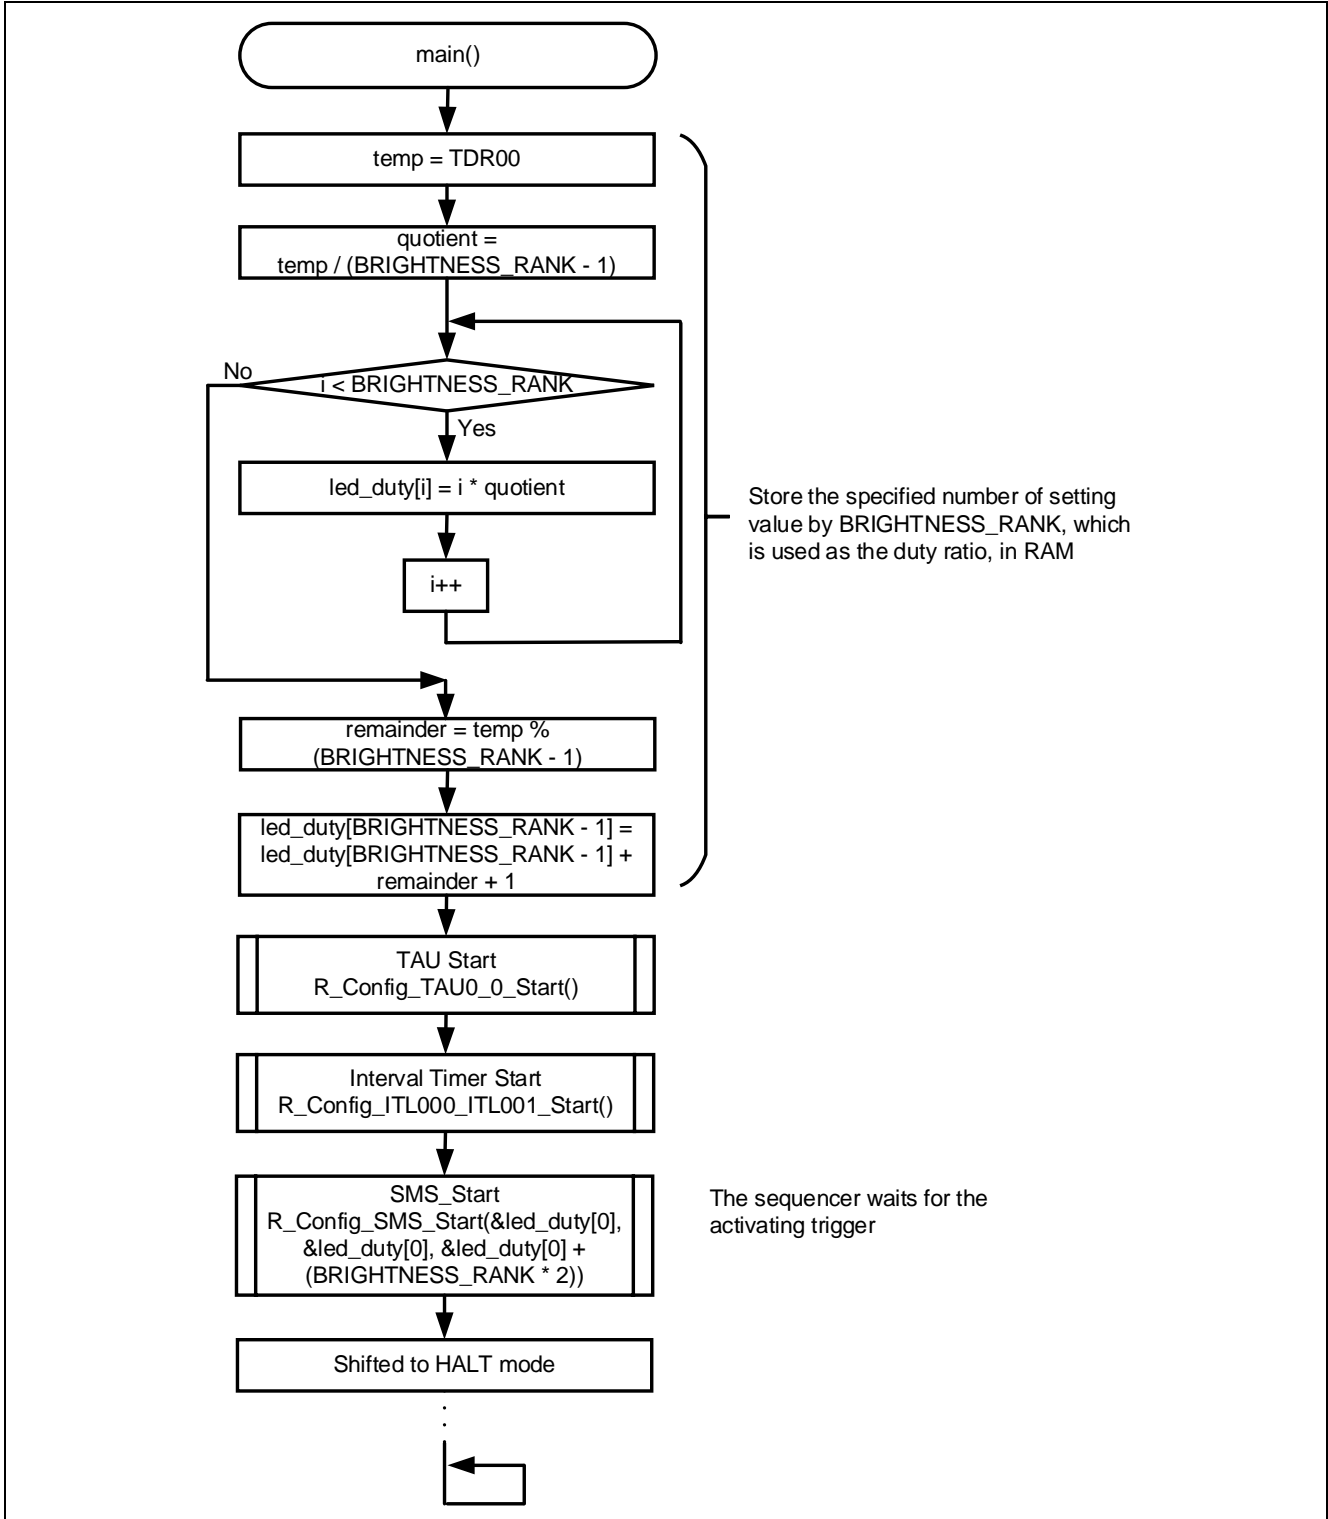 main()
temp = TDR00
quotient =
temp / (BRIGHTNESS_RANK - 1)
No
i < BRIGHTNESS_RANK
Yes
led_duty[i] = i * quotient
i++
Store the specified number of setting
value by BRIGHTNESS_RANK, which
is used as the duty ratio, in RAM
remainder = temp %
(BRIGHTNESS_RANK - 1)
led_duty[BRIGHTNESS_RANK - 1] =
led_duty[BRIGHTNESS_RANK - 1] +
remainder + 1
TAU Start
R_Config_TAU0_0_Start()
Interval Timer Start
R_Config_ITL000_ITL001_Start()
SMS_Start
R_Config_SMS_Start(&led_duty[0],
&led_duty[0], &led_duty[0] +
(BRIGHTNESS_RANK * 2))
The sequencer waits for the
activating trigger
Shifted to HALT mode